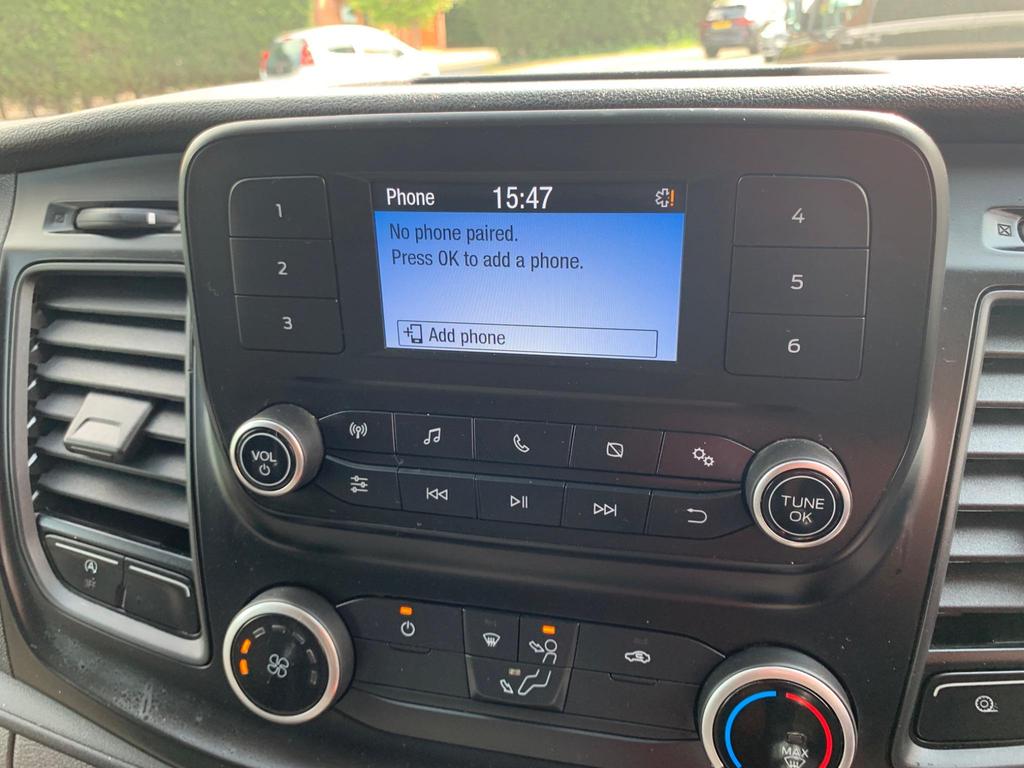 Phone 15:47
No phone paired.
Press OK to add a phone.
Add phone
1
2
3
4
5
6
VOL
TUNE
OK
A
OFF
MAX